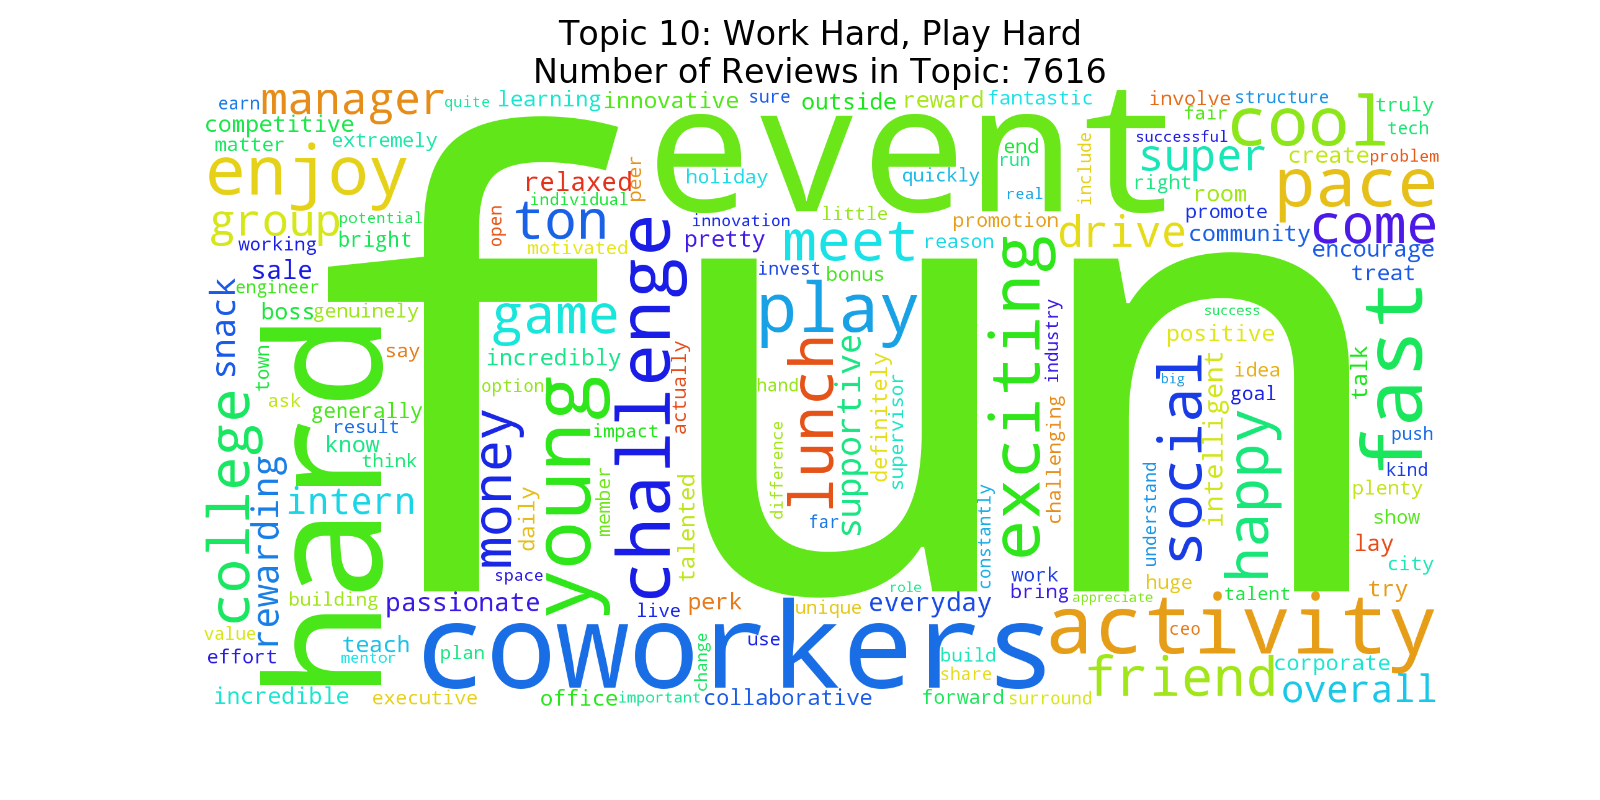 Topic 10: Work Hard, Play Hard
Number of Reviews in Topic: 7616
earn manager quite learning innovative sure outside reward fantastic involve structure
competitive fair cool truly
matter extremely event successful tech
enjoy relaxed peer holiday quickly end run include super create problem
individual real right room pace
group potential open ton innovation little promotion promote come
working bright motivated pretty meet reason drive community encourage
sale invest bonus treat
snack engineer fun
boss genuinely game challenge play exciting industry success fast
hard say incredibly actually lunch supportive positive
town option hand definitely supervisor big social intelligent idea talk
ask young goal
college generally money impact challenging happy
result push
know difference
think member talented understand kind
rewarding intern daily far constantly plenty
show
lay
space role work city
building passionate live perk unique everyday bring appreciate huge talent try
value coworkers activity ceo
effort teach mentor plan change use build share friend corporate
incredible executive office important collaborative forward surround overall